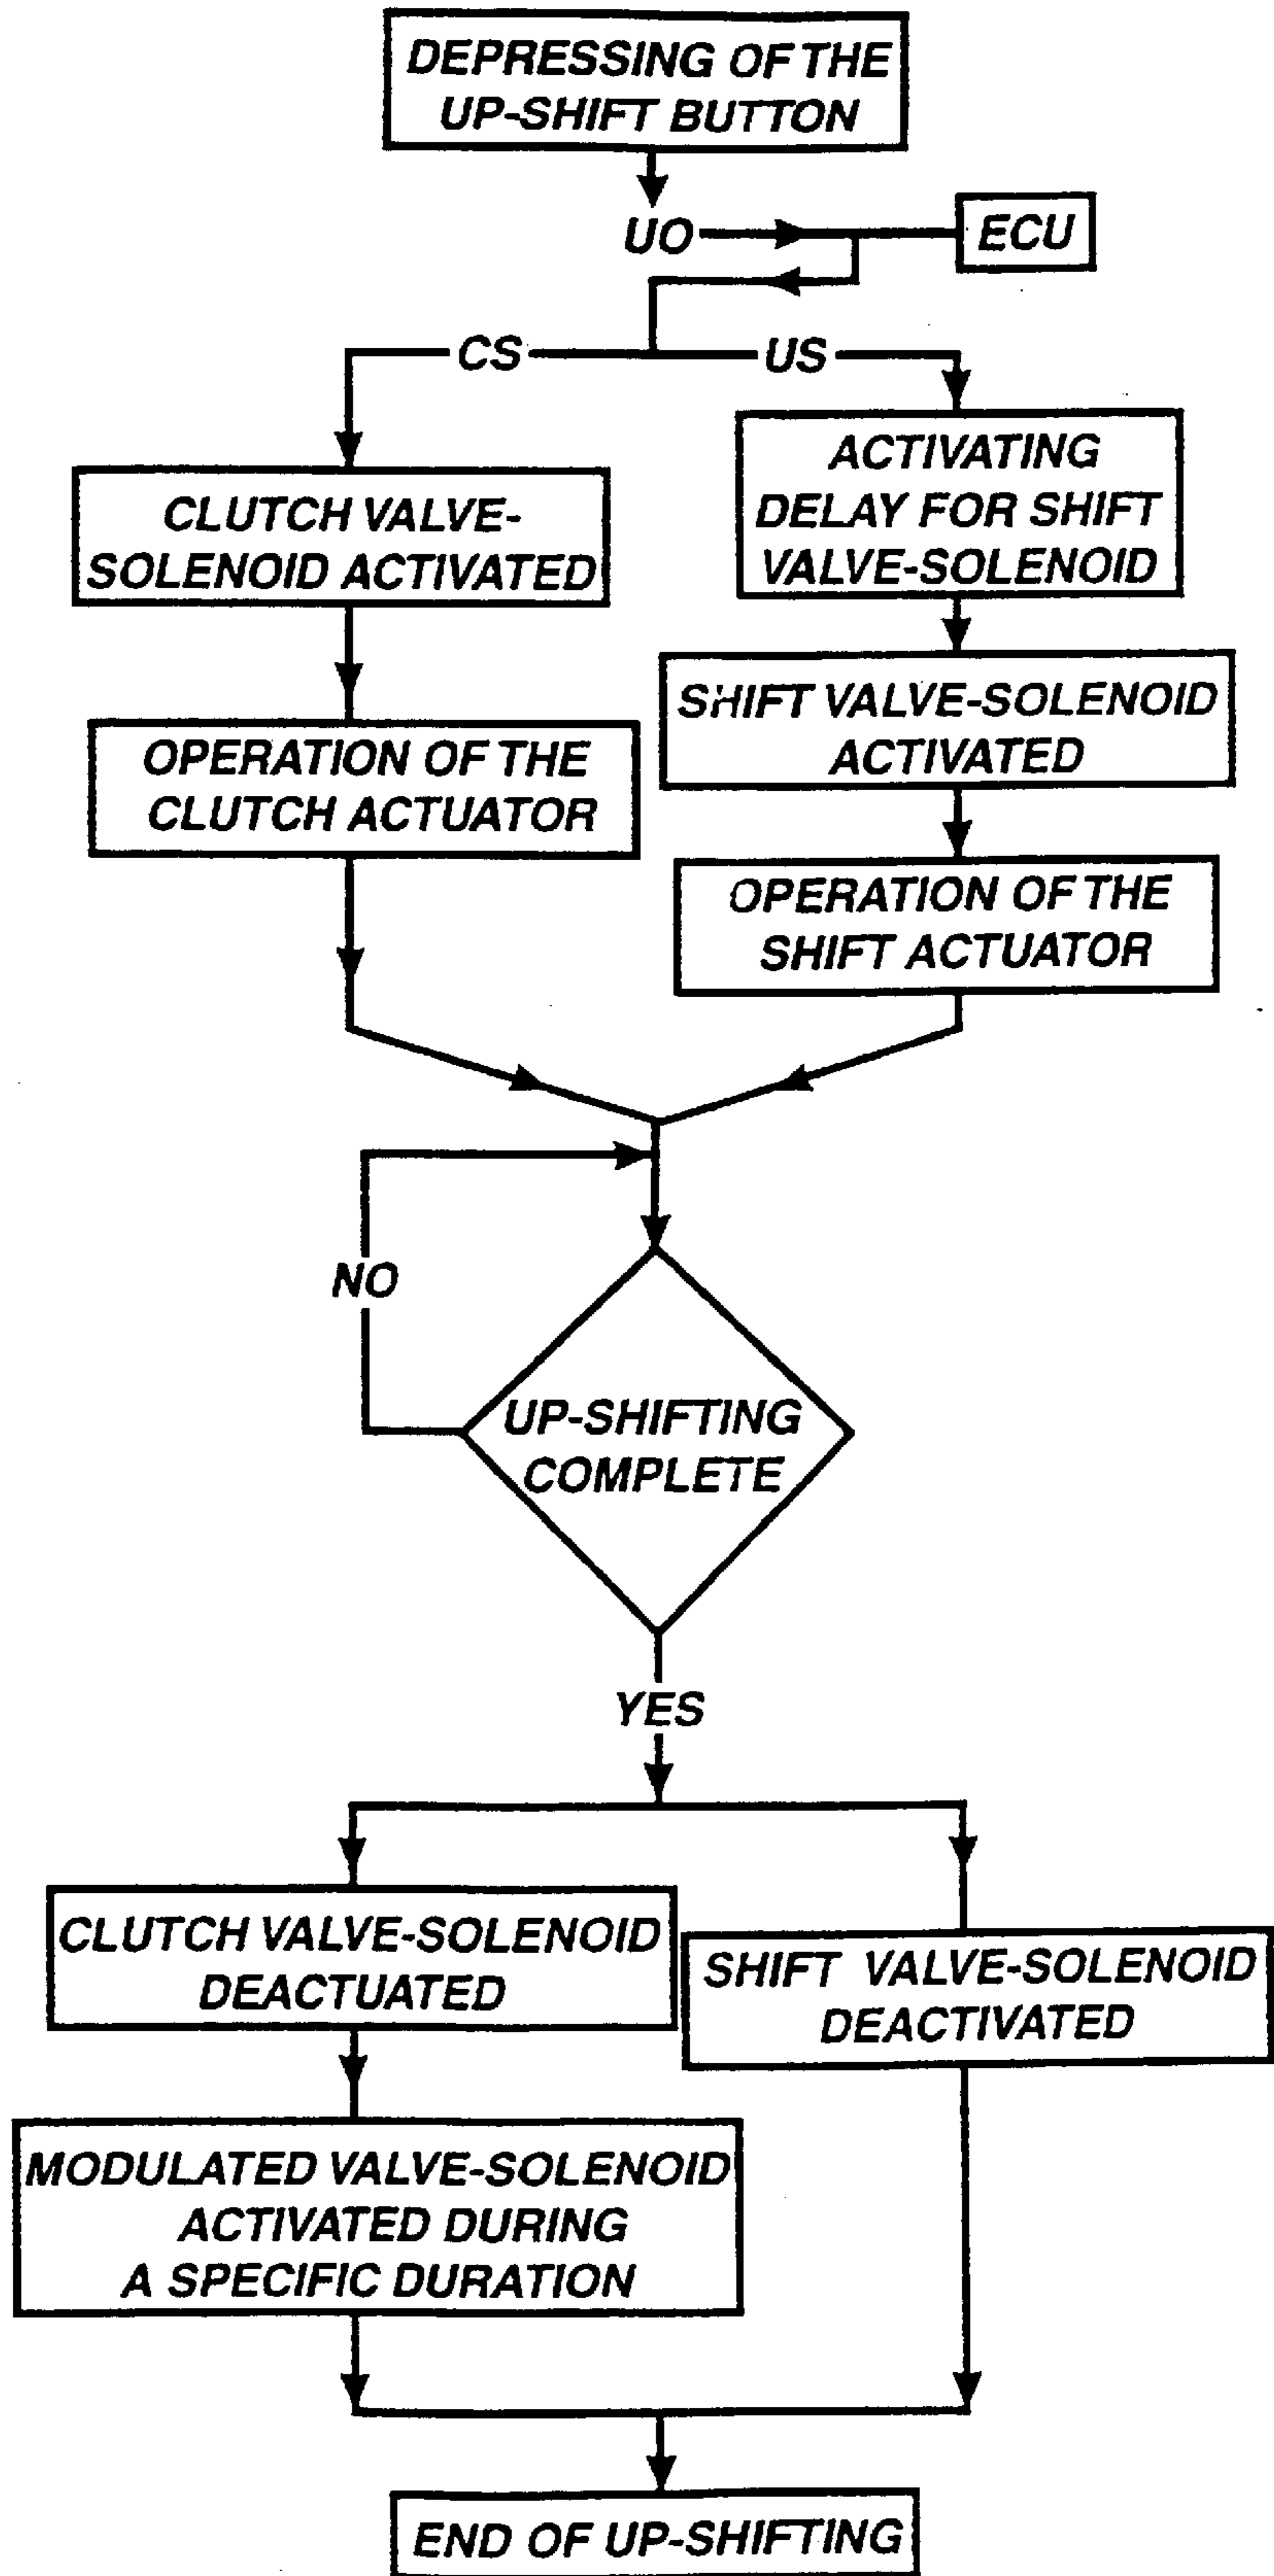 DEPRESSING OF THE
UP-SHIFT BUTTON
UO
ECU
CS
US
CLUTCH VALVE-
SOLENOID ACTIVATED
ACTIVATING
DELAY FOR SHIFT
VALVE-SOLENOID
OPERATION OF THE
CLUTCH ACTUATOR
SHIFT VALVE-SOLENOID
ACTIVATED
OPERATION OF THE
SHIFT ACTUATOR
NO
UP-SHIFTING
COMPLETE
YES
CLUTCH VALVE-SOLENOID
DEACTUATED
SHIFT VALVE-SOLENOID
DEACTIVATED
MODULATED VALVE-SOLENOID
ACTIVATED DURING
A SPECIFIC DURATION
END OF UP-SHIFTING